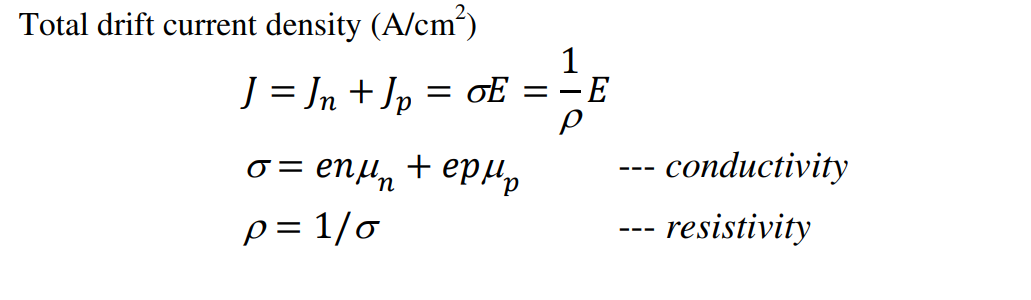 Total drift current density (A/cm²)
J = Jₙ + Jₚ = σE = 1/ρ E
σ = enμₙ + epμₚ --- conductivity
ρ = 1/σ --- resistivity